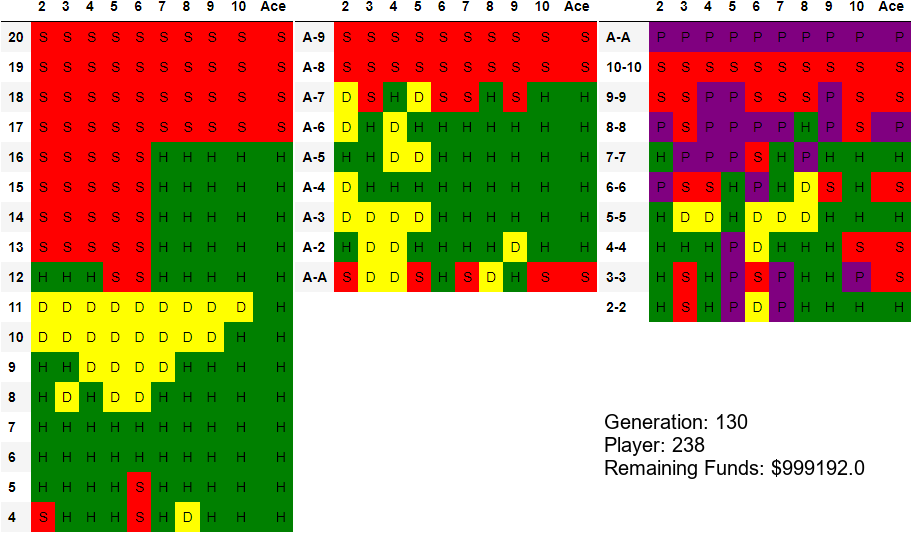 2 3 4 5 6 7 8 9 10 Ace
20 S S S S S S S S S S
19 S S S S S S S S S S
18 S S S S S S S S S S
17 S S S S S S S S S S
16 S S S S S H H H H H
15 S S S S S H H H H H
14 S S S S S H H H H H
13 S S S S S H H H H H
12 H H H S S H H H H H
11 D D D D D D D D D H
10 D D D D D D D D H H
9 H H D D D D H H H H
8 H D H D D H H H H H
7 H H H H H H H H H H
6 H H H H H H H H H H
5 H H H H S H H H H H
4 S H H H S H D H H H
2 3 4 5 6 7 8 9 10 Ace
A-9 S S S S S S S S S S
A-8 S S S S S S S S S S
A-7 D S H D S S H S H H
A-6 D H D H H H H H H H
A-5 H H D D H H H H H H
A-4 D H H H H H H H H H
A-3 D D D D H H H H H H
A-2 H D D H H H H D H H
A-A S D D S H S D H S S
2 3 4 5 6 7 8 9 10 Ace
A-A P P P P P P P P P P
10-10 S S S S S S S S S S
9-9 S S P P S S S P S S
8-8 P S P P P P H P S P
7-7 H P P P S H P H H H
6-6 P S S H P H D S H S
5-5 H D D H D D D H H H
4-4 H H H P D H H H S S
3-3 H S H P S P H H P S
2-2 H S H P D P H H H H
Generation: 130
Player: 238
Remaining Funds: $999192.0